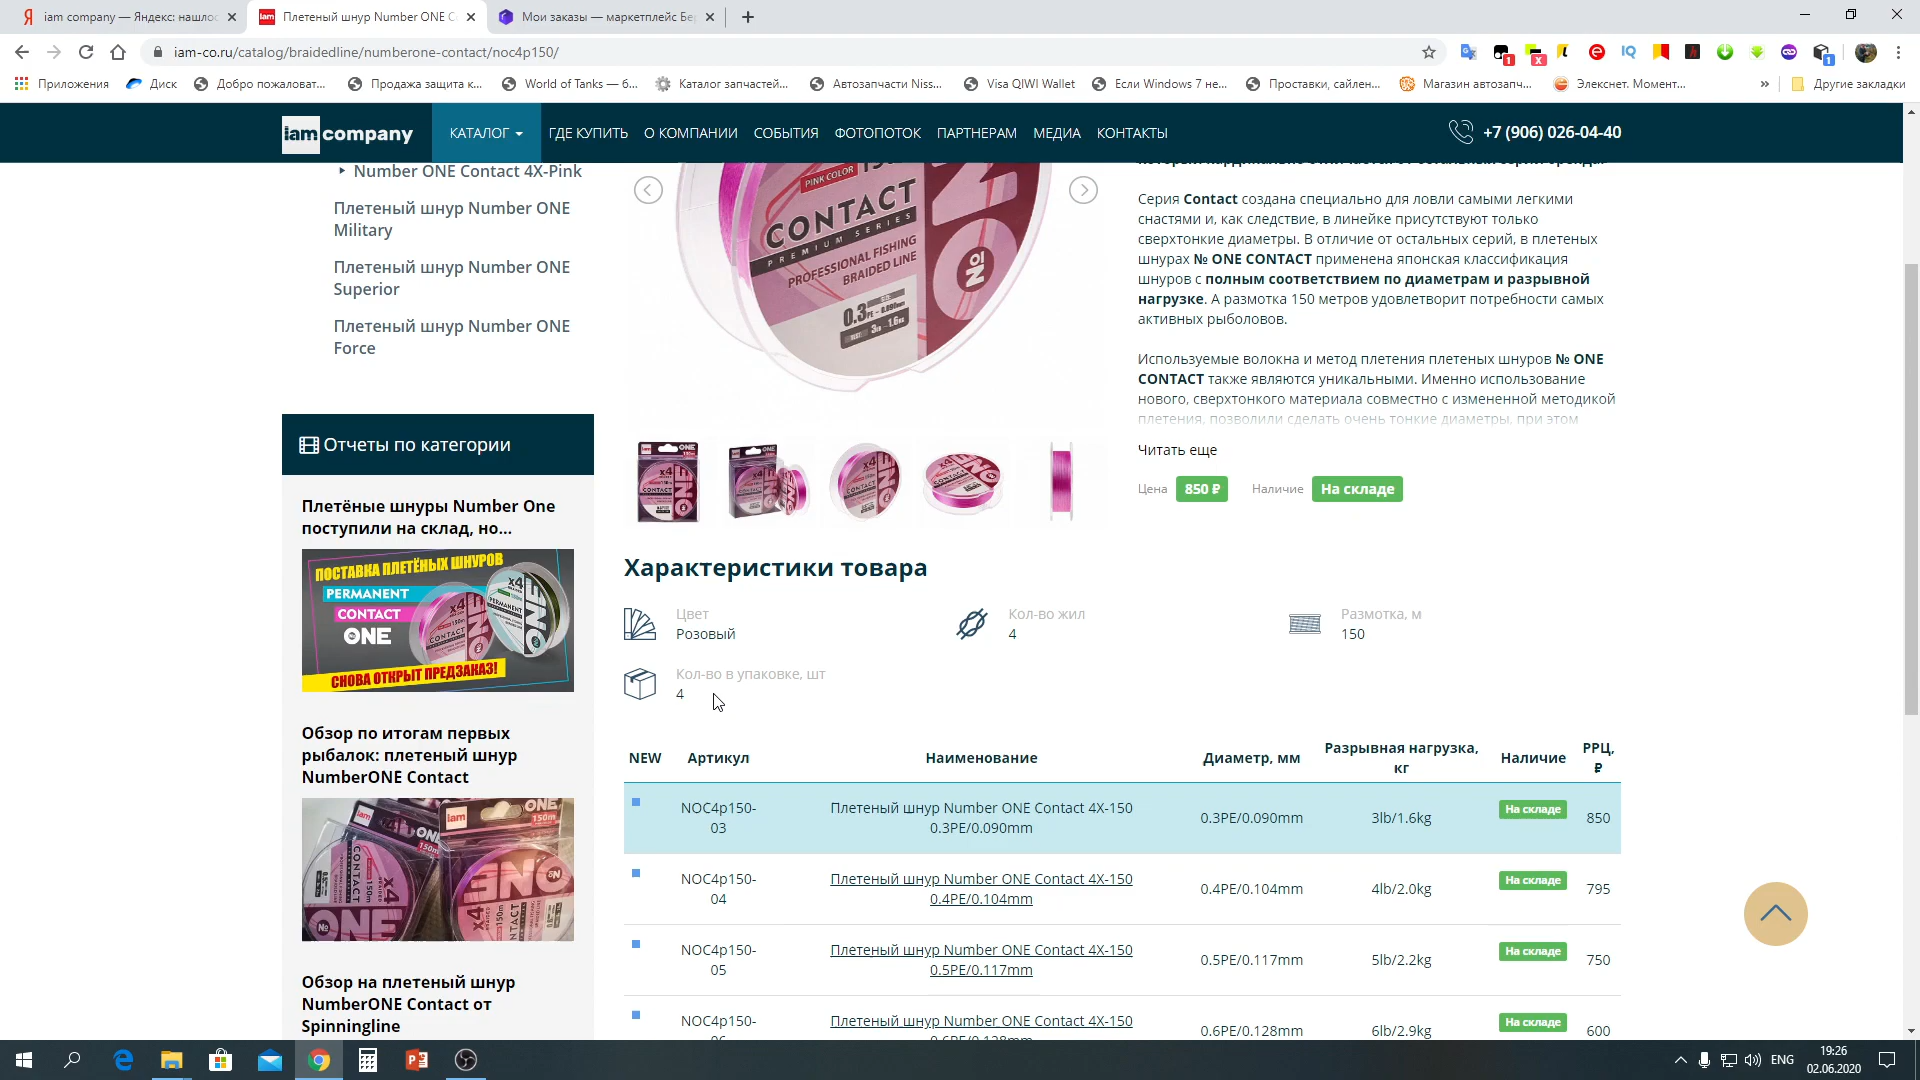 iam company — Яндекс: нашлос
Плетеный шнур Number ONE C
Мои заказы — маркетплейс Бе
iam-co.ru/catalog/braidedline/numberone-contact/noc4p150/
Приложения
Диск
Добро пожаловат...
Продажа защита к...
World of Tanks — б...
Каталог запчастей...
Автозапчасти Niss...
Visa QIWI Wallet
Если Windows 7 не...
Проставки, сайлен...
Магазин автозапч...
Элекснет. Момент...
»
Другие закладки
iam company
КАТАЛОГ
ГДЕ КУПИТЬ
О КОМПАНИИ
СОБЫТИЯ
ФОТОПОТОК
ПАРТНЕРАМ
МЕДИА
КОНТАКТЫ
+7 (906) 026-04-40
Number ONE Contact 4X-Pink
Плетеный шнур Number ONE
Military
Плетеный шнур Number ONE
Superior
Плетеный шнур Number ONE
Force
PINK COLOR
CONTACT
PREMIUM SERIES
PROFESSIONAL FISHING
BRAIDED LINE
0.3PE - 0.090mm
3lb - 1.6kg
Серия Contact создана специально для ловли самыми легкими
снастями и, как следствие, в линейке присутствуют только
сверхтонкие диаметры. В отличие от остальных серий, в плетеных
шнурах № ONE CONTACT применена японская классификация
шнуров с полным соответствием по диаметрам и разрывной
нагрузке. А размотка 150 метров удовлетворит потребности самых
активных рыболовов.
Используемые волокна и метод плетения плетеных шнуров № ONE
CONTACT также являются уникальными. Именно использование
нового, сверхтонкого материала совместно с измененной методикой
плетения, позволили сделать очень тонкие диаметры, при этом
Читать еще
Цена 850 ₽ Наличие На складе
Отчеты по категории
Плетёные шнуры Number One
поступили на склад, но...
ПОСТАВКА ПЛЕТЁНЫХ ШНУРОВ
PERMANENT
CONTACT
ONE
СНОВА ОТКРЫТ ПРЕДЗАКАЗ!
Обзор по итогам первых
рыбалок: плетеный шнур
NumberONE Contact
Обзор на плетеный шнур
NumberONE Contact от
Spinningline
Характеристики товара
Цвет
Розовый
Кол-во жил
4
Размотка, м
150
Кол-во в упаковке, шт
4
NEW Артикул Наименование Диаметр, мм Разрывная нагрузка, кг Наличие РРЦ, ₽
NOC4p150-03 Плетеный шнур Number ONE Contact 4X-150 0.3PE/0.090mm 0.3PE/0.090mm 3lb/1.6kg На складе 850
NOC4p150-04 Плетеный шнур Number ONE Contact 4X-150 0.4PE/0.104mm 0.4PE/0.104mm 4lb/2.0kg На складе 795
NOC4p150-05 Плетеный шнур Number ONE Contact 4X-150 0.5PE/0.117mm 0.5PE/0.117mm 5lb/2.2kg На складе 750
NOC4p150- Плетеный шнур Number ONE Contact 4X-150 0.6PE/0.128mm 6lb/2.9kg На складе 600
ENG
19:26
02.06.2020